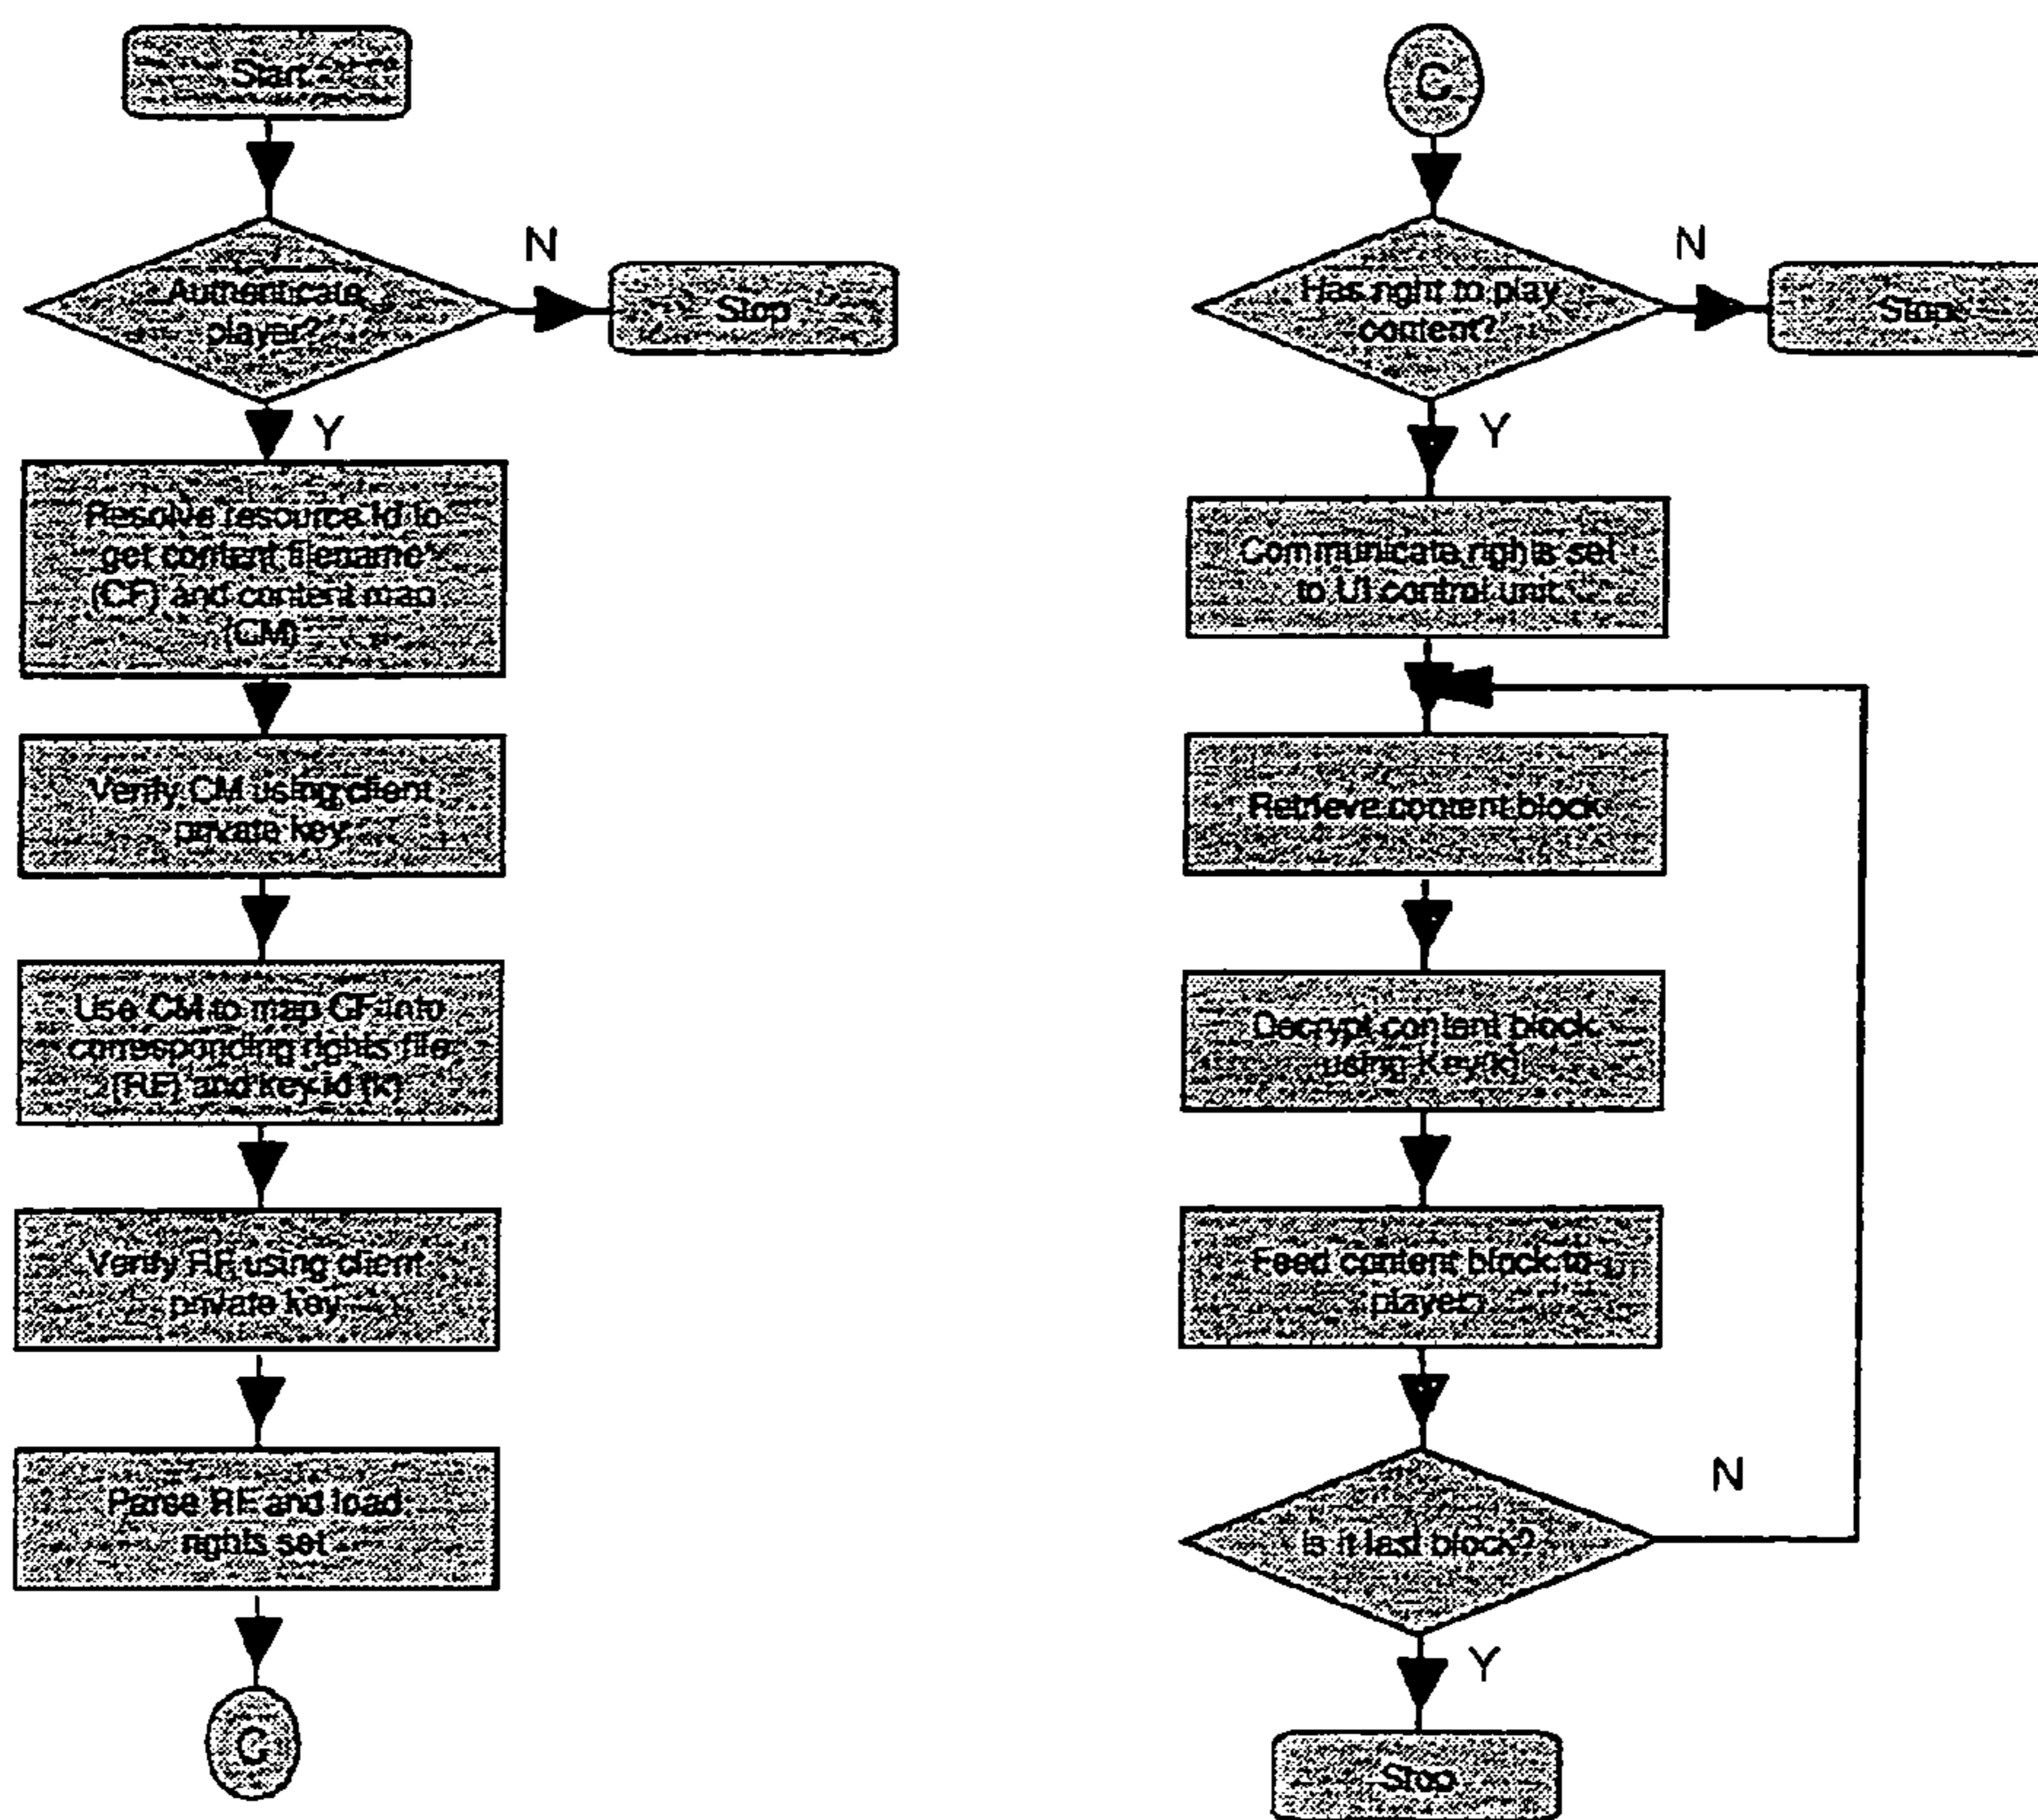 Start
Authenticate
player?
N
Stop
Y
Resolve resource id to
get content filename
(CF) and content map
(CM)
Verify CM using client
private key
Use CM to map CF into
corresponding rights file
(RF) and key-id (k)
Verify RF using client
private key
Parse RF and load
rights set
C
C
Has right to play
content?
N
Stop
Y
Communicate rights set
to UI control unit
Retrieve content block
Decrypt content block
using Key(k)
Feed content block to
player
Is it last block?
N
Y
Stop